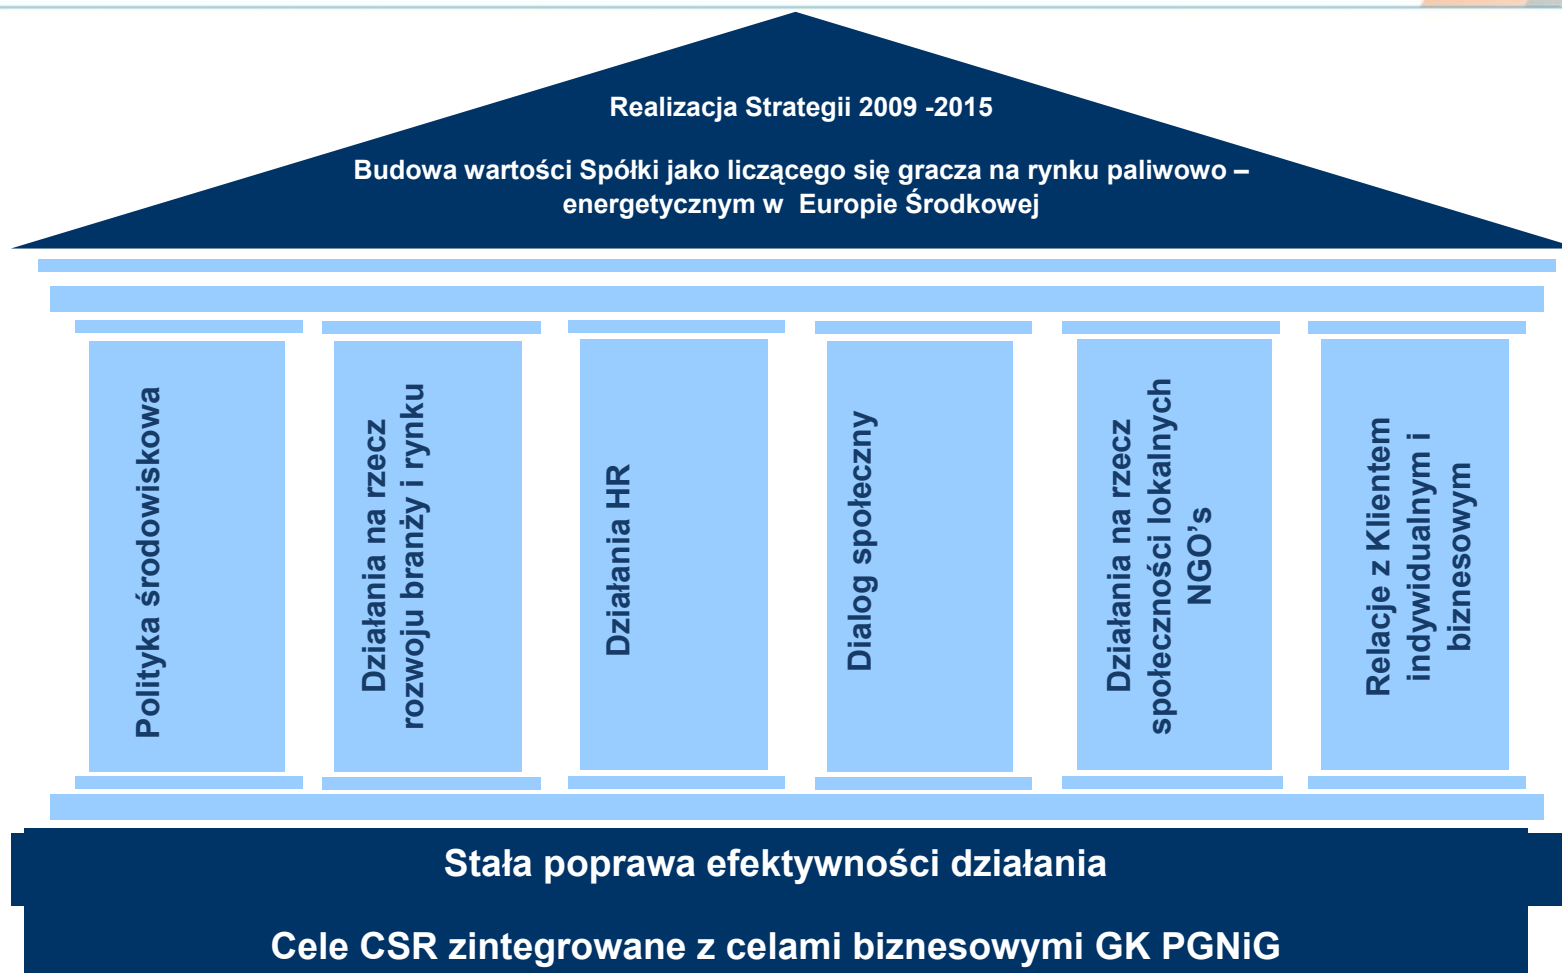 Realizacja Strategii 2009 -2015
Budowa wartości Spółki jako liczącego się gracza na rynku paliwowo –
energetycznym w Europie Środkowej
Polityka środowiskowa
Działania na rzecz
rozwoju branży i rynku
Działania HR
Dialog społeczny
Działania na rzecz
społeczności lokalnych
NGO's
Relacje z Klientem
indywidualnym i
biznesowym
Stała poprawa efektywności działania
Cele CSR zintegrowane z celami biznesowymi GK PGNiG